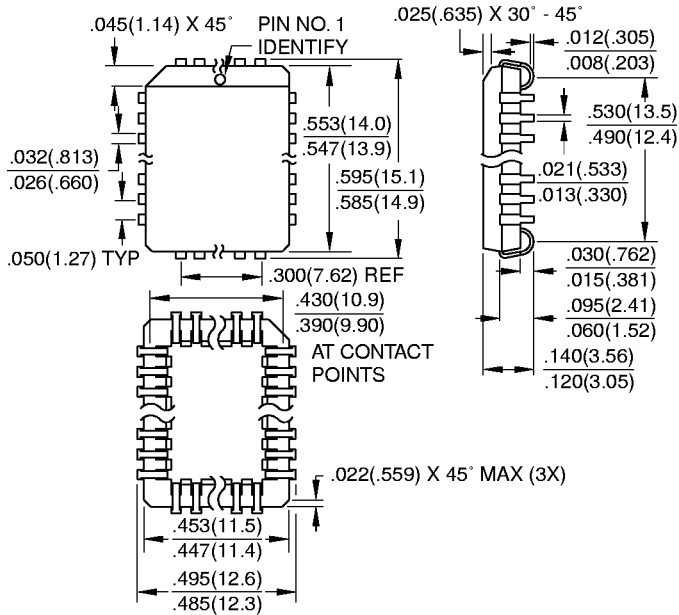 .045(1.14) X 45°
PIN NO. 1
IDENTIFY
.025(.635) X 30° - 45°
.012(.305)
.008(.203)
.553(14.0)
.547(13.9)
.595(15.1)
.585(14.9)
.032(.813)
.026(.660)
.530(13.5)
.490(12.4)
.021(.533)
.013(.330)
.050(1.27) TYP
.300(7.62) REF
.030(.762)
.015(.381)
.430(10.9)
.390(9.90)
AT CONTACT
POINTS
.095(2.41)
.060(1.52)
.140(3.56)
.120(3.05)
.022(.559) X 45° MAX (3X)
.453(11.5)
.447(11.4)
.495(12.6)
.485(12.3)